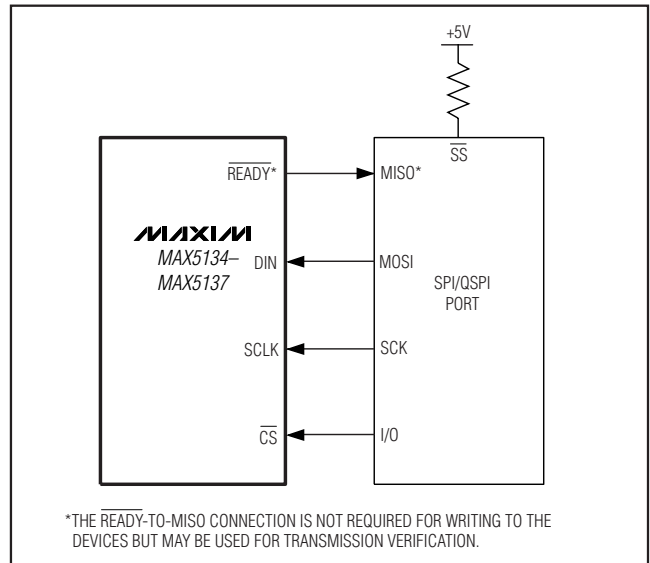 +5V
SS
READY*
MISO*
MAXIM
MAX5134–
MAX5137
DIN
MOSI
SPI/QSPI
PORT
SCLK
SCK
CS
I/O
*THE READY-TO-MISO CONNECTION IS NOT REQUIRED FOR WRITING TO THE
DEVICES BUT MAY BE USED FOR TRANSMISSION VERIFICATION.